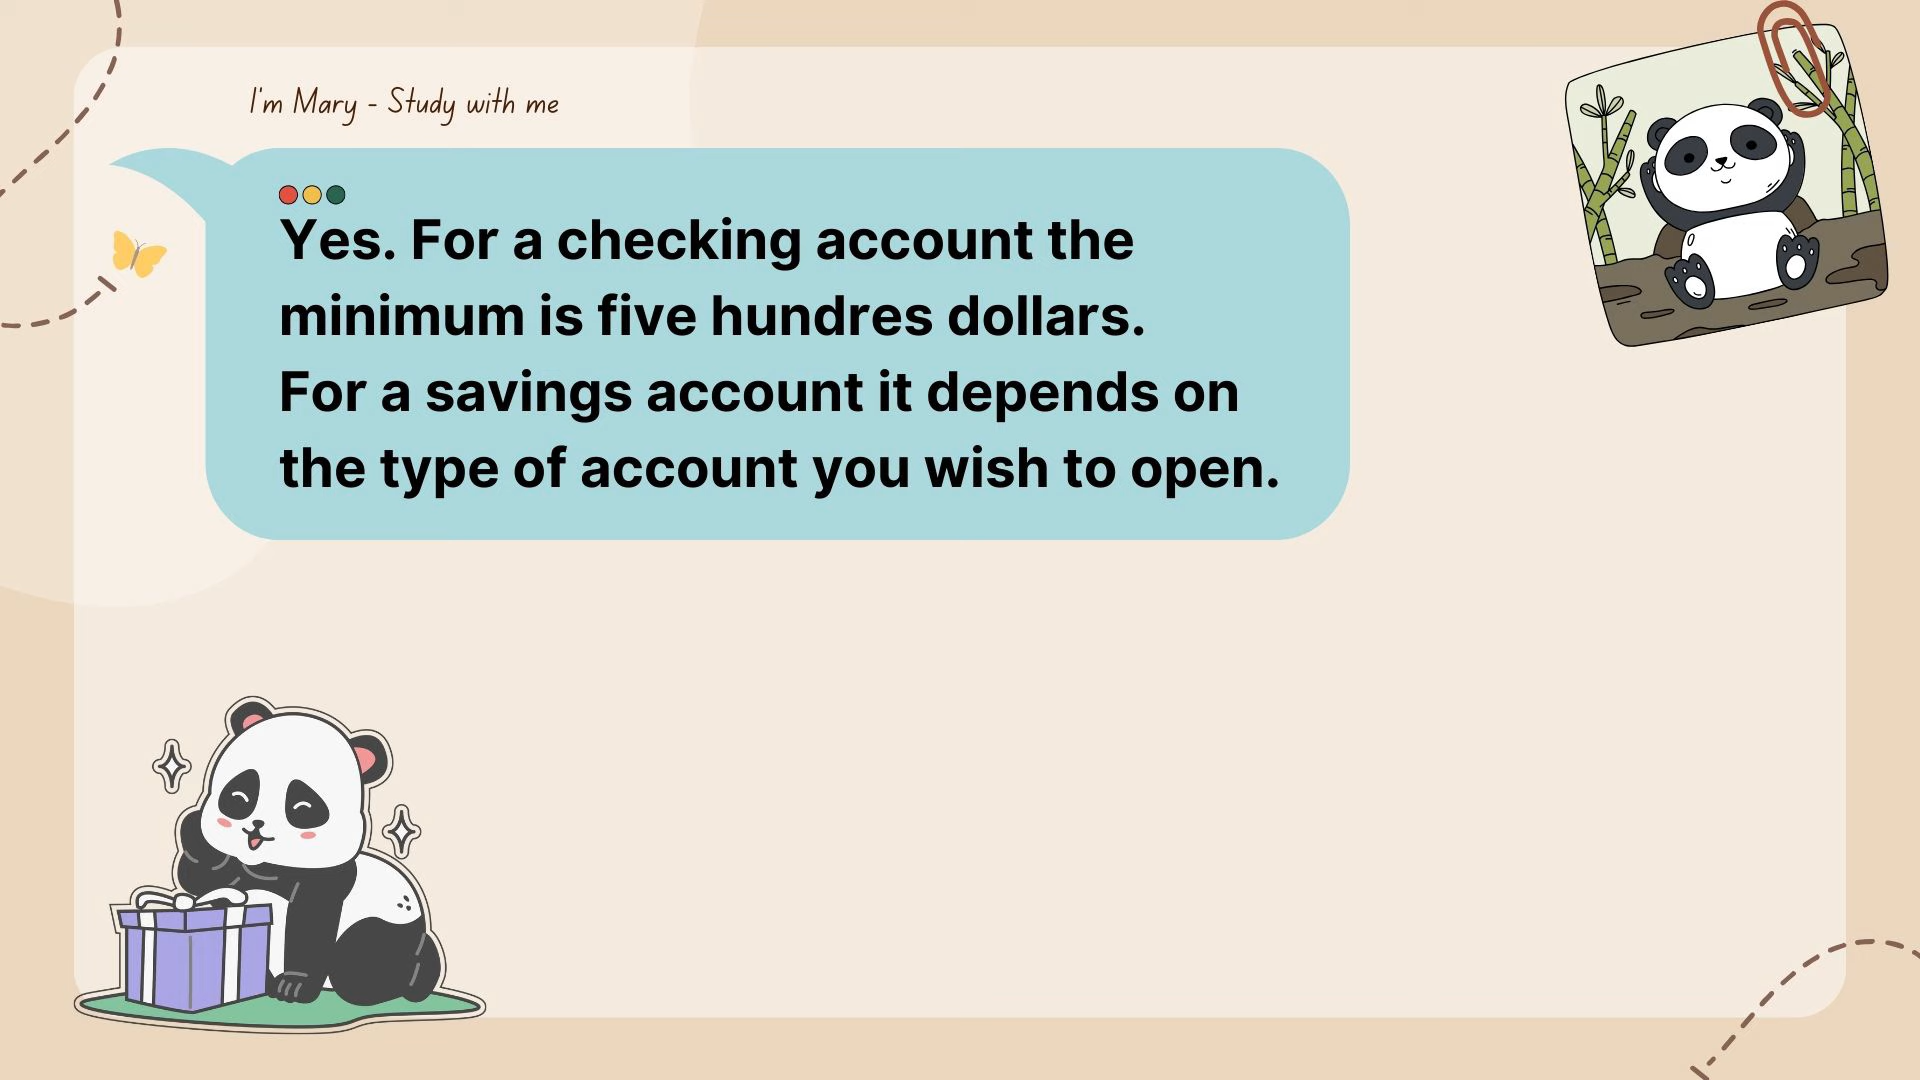 I'm Mary - Study with me
Yes. For a checking account the
minimum is five hundres dollars.
For a savings account it depends on
the type of account you wish to open.